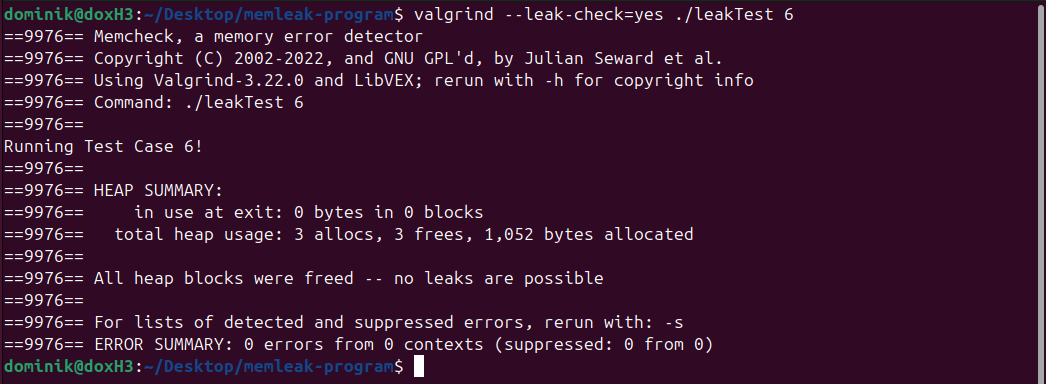 dominik@doxH3:~/Desktop/memleak-program$ valgrind --leak-check=yes ./leakTest 6
==9976== Memcheck, a memory error detector
==9976== Copyright (C) 2002-2022, and GNU GPL'd, by Julian Seward et al.
==9976== Using Valgrind-3.22.0 and LibVEX; rerun with -h for copyright info
==9976== Command: ./leakTest 6
==9976==
Running Test Case 6!
==9976==
==9976== HEAP SUMMARY:
==9976==     in use at exit: 0 bytes in 0 blocks
==9976==   total heap usage: 3 allocs, 3 frees, 1,052 bytes allocated
==9976==
==9976== All heap blocks were freed -- no leaks are possible
==9976==
==9976== For lists of detected and suppressed errors, rerun with: -s
==9976== ERROR SUMMARY: 0 errors from 0 contexts (suppressed: 0 from 0)
dominik@doxH3:~/Desktop/memleak-program$